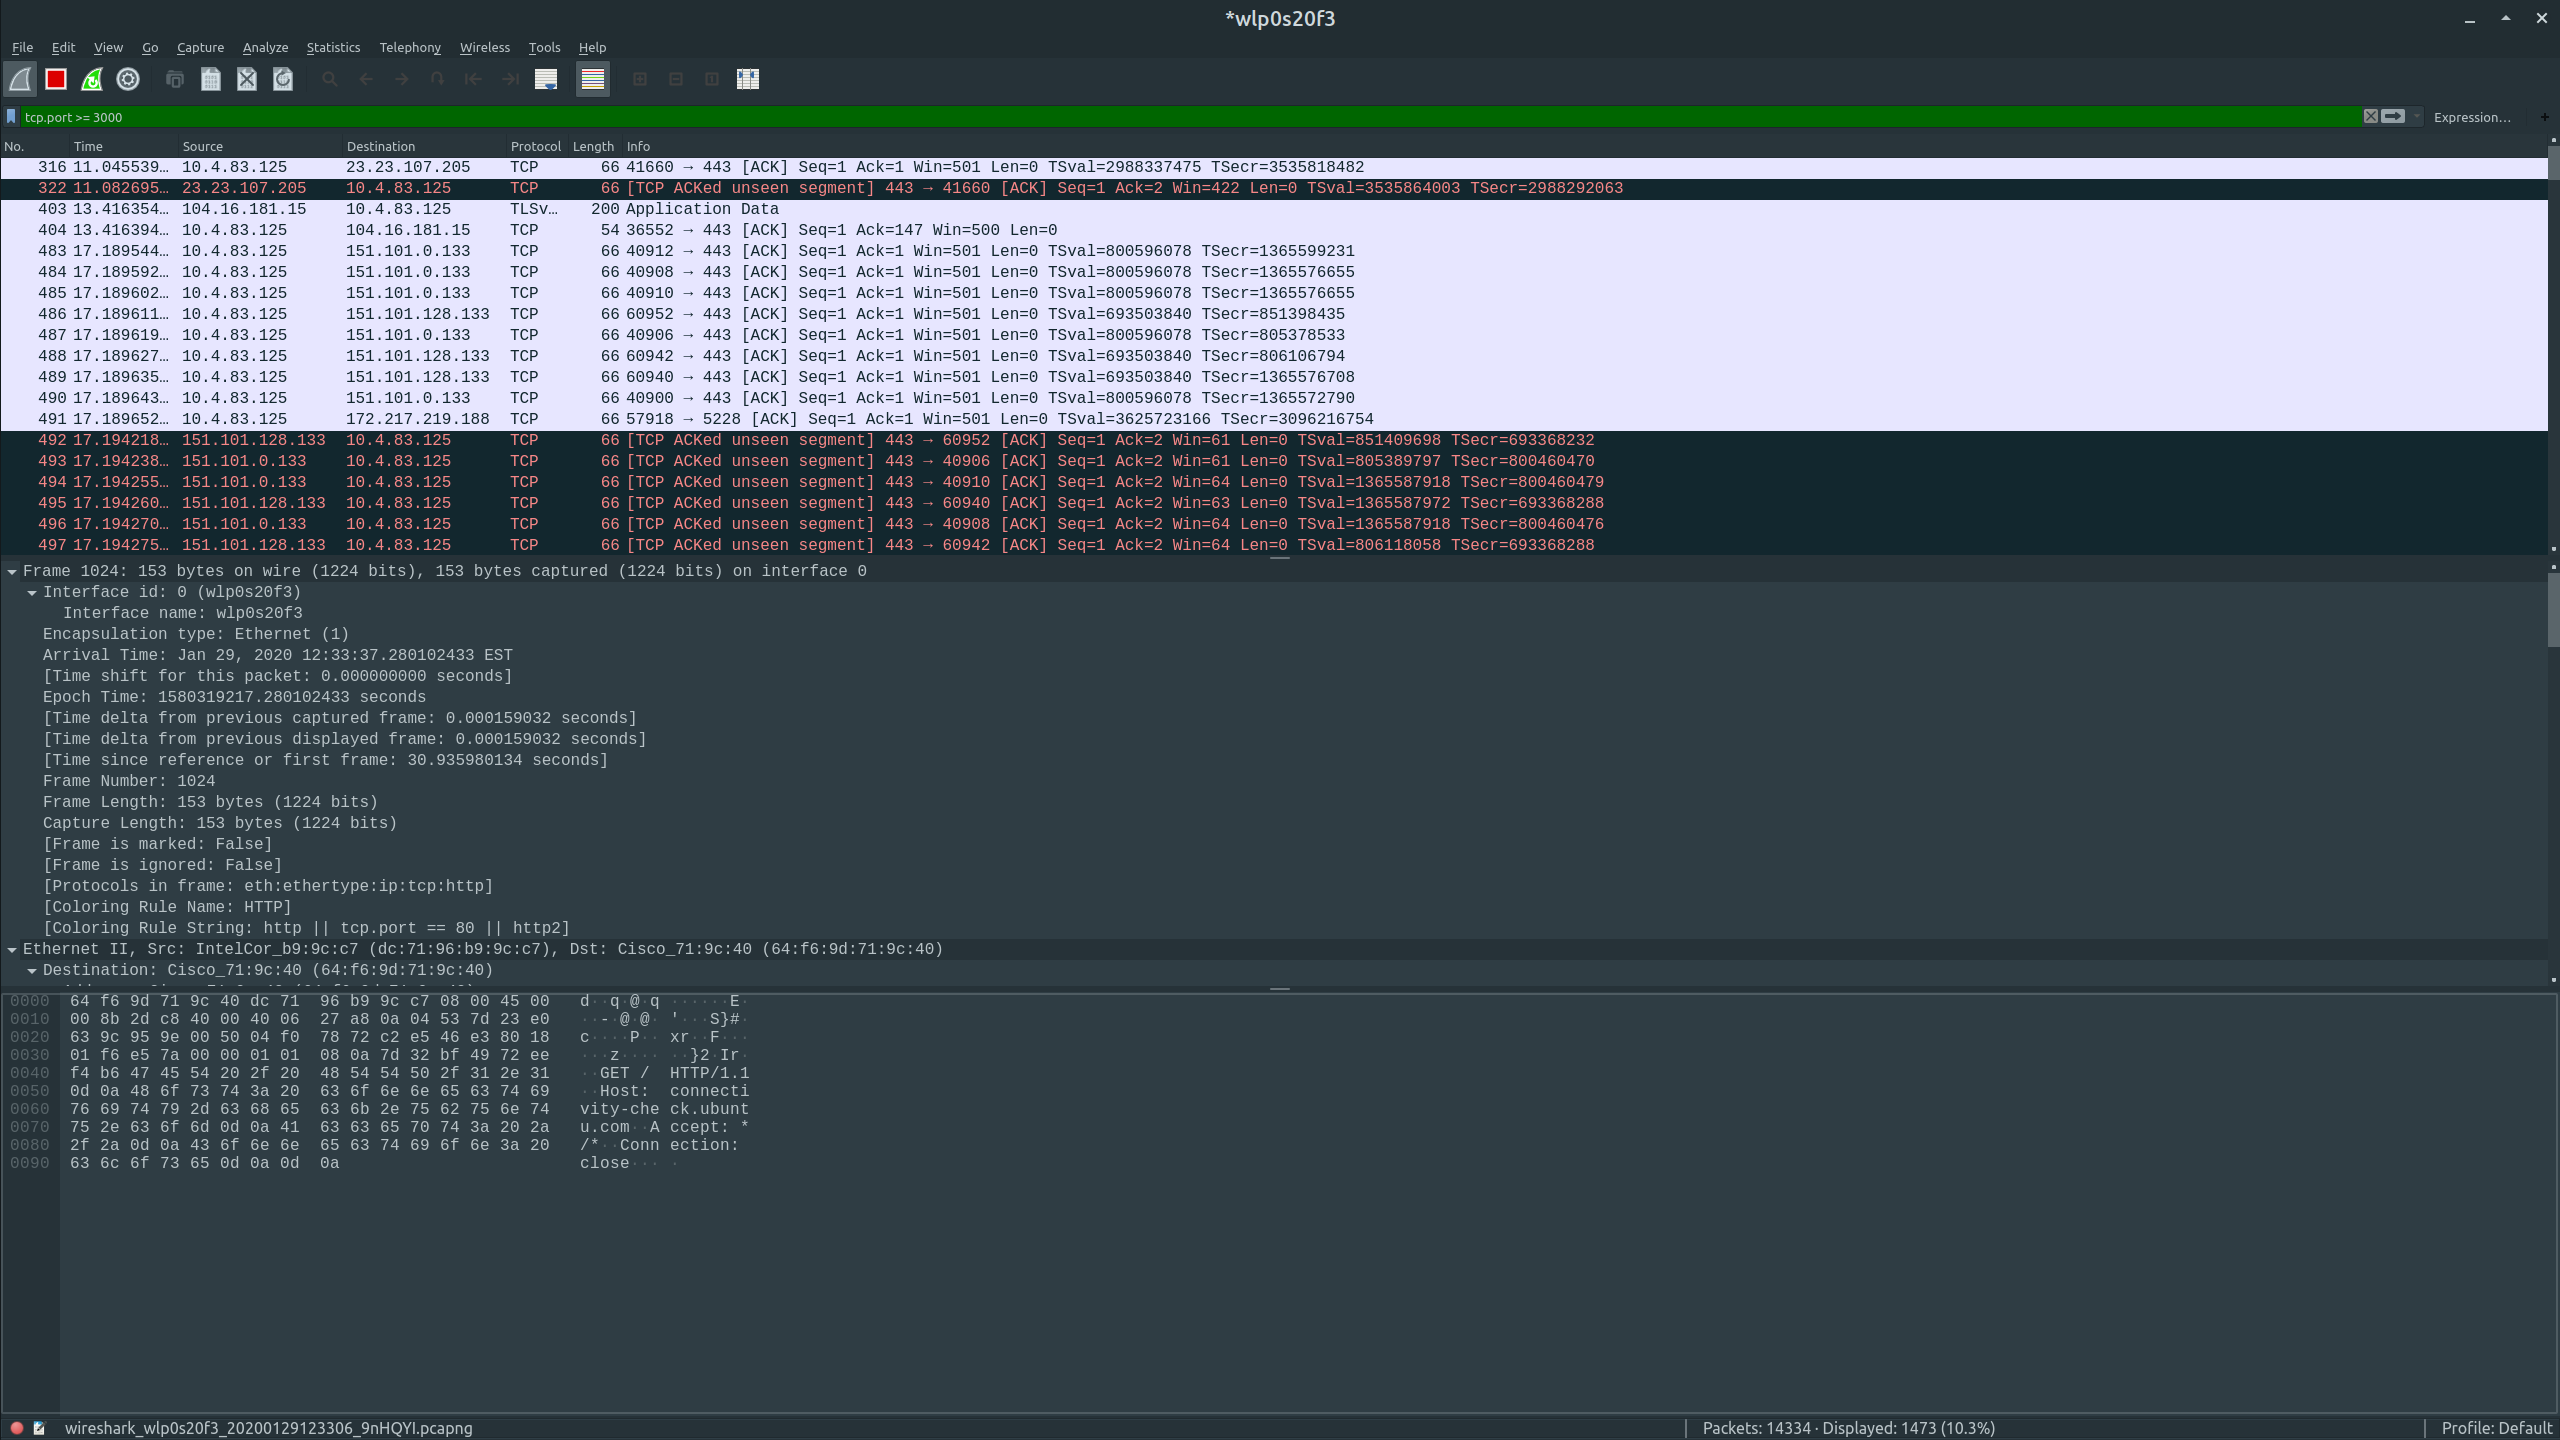 *wlp0s20f3
File Edit View Go Capture Analyze Statistics Telephony Wireless Tools Help
tcp.port >= 3000 Expression… +
No. Time Source Destination Protocol Length Info
316 11.045539… 10.4.83.125 23.23.107.205 TCP 66 41660 → 443 [ACK] Seq=1 Ack=1 Win=501 Len=0 TSval=2988337475 TSecr=3535818482
322 11.082695… 23.23.107.205 10.4.83.125 TCP 66 [TCP ACKed unseen segment] 443 → 41660 [ACK] Seq=1 Ack=2 Win=422 Len=0 TSval=3535864003 TSecr=2988292063
403 13.416354… 104.16.181.15 10.4.83.125 TLSv… 200 Application Data
404 13.416394… 10.4.83.125 104.16.181.15 TCP 54 36552 → 443 [ACK] Seq=1 Ack=147 Win=500 Len=0
483 17.189544… 10.4.83.125 151.101.0.133 TCP 66 40912 → 443 [ACK] Seq=1 Ack=1 Win=501 Len=0 TSval=800596078 TSecr=1365599231
484 17.189592… 10.4.83.125 151.101.0.133 TCP 66 40908 → 443 [ACK] Seq=1 Ack=1 Win=501 Len=0 TSval=800596078 TSecr=1365576655
485 17.189602… 10.4.83.125 151.101.0.133 TCP 66 40910 → 443 [ACK] Seq=1 Ack=1 Win=501 Len=0 TSval=800596078 TSecr=1365576655
486 17.189611… 10.4.83.125 151.101.128.133 TCP 66 60952 → 443 [ACK] Seq=1 Ack=1 Win=501 Len=0 TSval=693503840 TSecr=851398435
487 17.189619… 10.4.83.125 151.101.0.133 TCP 66 40906 → 443 [ACK] Seq=1 Ack=1 Win=501 Len=0 TSval=800596078 TSecr=805378533
488 17.189627… 10.4.83.125 151.101.128.133 TCP 66 60942 → 443 [ACK] Seq=1 Ack=1 Win=501 Len=0 TSval=693503840 TSecr=806106794
489 17.189635… 10.4.83.125 151.101.128.133 TCP 66 60940 → 443 [ACK] Seq=1 Ack=1 Win=501 Len=0 TSval=693503840 TSecr=1365576708
490 17.189643… 10.4.83.125 151.101.0.133 TCP 66 40900 → 443 [ACK] Seq=1 Ack=1 Win=501 Len=0 TSval=800596078 TSecr=1365572790
491 17.189652… 10.4.83.125 172.217.219.188 TCP 66 57918 → 5228 [ACK] Seq=1 Ack=1 Win=501 Len=0 TSval=3625723166 TSecr=3096216754
492 17.194218… 151.101.128.133 10.4.83.125 TCP 66 [TCP ACKed unseen segment] 443 → 60952 [ACK] Seq=1 Ack=2 Win=61 Len=0 TSval=851409698 TSecr=693368232
493 17.194238… 151.101.0.133 10.4.83.125 TCP 66 [TCP ACKed unseen segment] 443 → 40906 [ACK] Seq=1 Ack=2 Win=61 Len=0 TSval=805389797 TSecr=800460470
494 17.194255… 151.101.0.133 10.4.83.125 TCP 66 [TCP ACKed unseen segment] 443 → 40910 [ACK] Seq=1 Ack=2 Win=64 Len=0 TSval=1365587918 TSecr=800460479
495 17.194260… 151.101.128.133 10.4.83.125 TCP 66 [TCP ACKed unseen segment] 443 → 60940 [ACK] Seq=1 Ack=2 Win=63 Len=0 TSval=1365587972 TSecr=693368288
496 17.194270… 151.101.0.133 10.4.83.125 TCP 66 [TCP ACKed unseen segment] 443 → 40908 [ACK] Seq=1 Ack=2 Win=64 Len=0 TSval=1365587918 TSecr=800460476
497 17.194275… 151.101.128.133 10.4.83.125 TCP 66 [TCP ACKed unseen segment] 443 → 60942 [ACK] Seq=1 Ack=2 Win=64 Len=0 TSval=806118058 TSecr=693368288
Frame 1024: 153 bytes on wire (1224 bits), 153 bytes captured (1224 bits) on interface 0
Interface id: 0 (wlp0s20f3)
Interface name: wlp0s20f3
Encapsulation type: Ethernet (1)
Arrival Time: Jan 29, 2020 12:33:37.280102433 EST
[Time shift for this packet: 0.000000000 seconds]
Epoch Time: 1580319217.280102433 seconds
[Time delta from previous captured frame: 0.000159032 seconds]
[Time delta from previous displayed frame: 0.000159032 seconds]
[Time since reference or first frame: 30.935980134 seconds]
Frame Number: 1024
Frame Length: 153 bytes (1224 bits)
Capture Length: 153 bytes (1224 bits)
[Frame is marked: False]
[Frame is ignored: False]
[Protocols in frame: eth:ethertype:ip:tcp:http]
[Coloring Rule Name: HTTP]
[Coloring Rule String: http || tcp.port == 80 || http2]
Ethernet II, Src: IntelCor_b9:9c:c7 (dc:71:96:b9:9c:c7), Dst: Cisco_71:9c:40 (64:f6:9d:71:9c:40)
Destination: Cisco_71:9c:40 (64:f6:9d:71:9c:40)
0000 64 f6 9d 71 9c 40 dc 71 96 b9 9c c7 08 00 45 00 d··q·@·q ······E·
0010 00 8b 2d c8 40 00 40 06 27 a8 0a 04 53 7d 23 e0 ··-·@·@· '···S}#·
0020 63 9c 95 9e 00 50 04 f0 78 72 c2 e5 46 e3 80 18 c····P·· xr··F···
0030 01 f6 e5 7a 00 00 01 01 08 0a 7d 32 bf 49 72 ee ···z···· ··}2·Ir·
0040 f4 b6 47 45 54 20 2f 20 48 54 54 50 2f 31 2e 31 ··GET / HTTP/1.1
0050 0d 0a 48 6f 73 74 3a 20 63 6f 6e 6e 65 63 74 69 ··Host: connecti
0060 76 69 74 79 2d 63 68 65 63 6b 2e 75 62 75 6e 74 vity-che ck.ubunt
0070 75 2e 63 6f 6d 0d 0a 41 63 63 65 70 74 3a 20 2a u.com··A ccept: *
0080 2f 2a 0d 0a 43 6f 6e 6e 65 63 74 69 6f 6e 3a 20 /*··Conn ection:
0090 63 6c 6f 73 65 0d 0a 0d 0a close··· ·
wireshark_wlp0s20f3_20200129123306_9nHQYI.pcapng Packets: 14334 · Displayed: 1473 (10.3%) Profile: Default